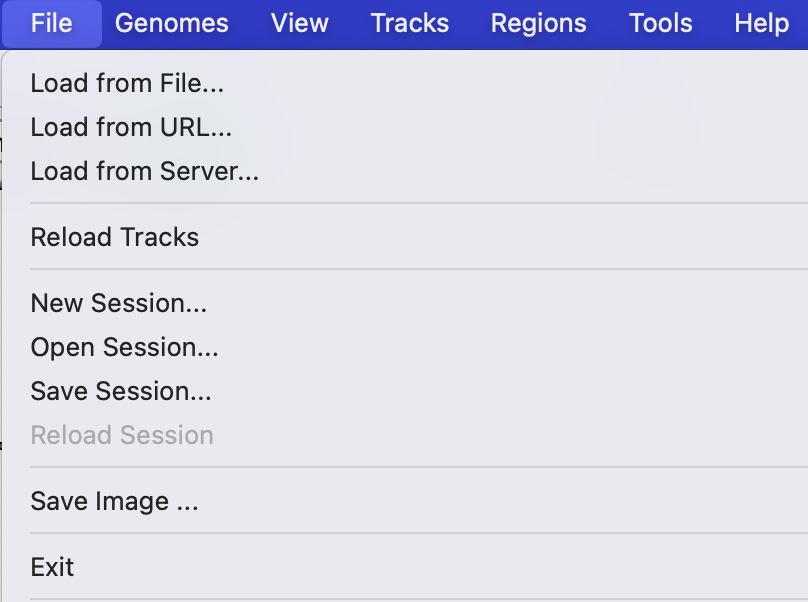 File Genomes View Tracks Regions Tools Help
Load from File...
Load from URL...
Load from Server...
Reload Tracks
New Session...
Open Session...
Save Session...
Reload Session
Save Image ...
Exit